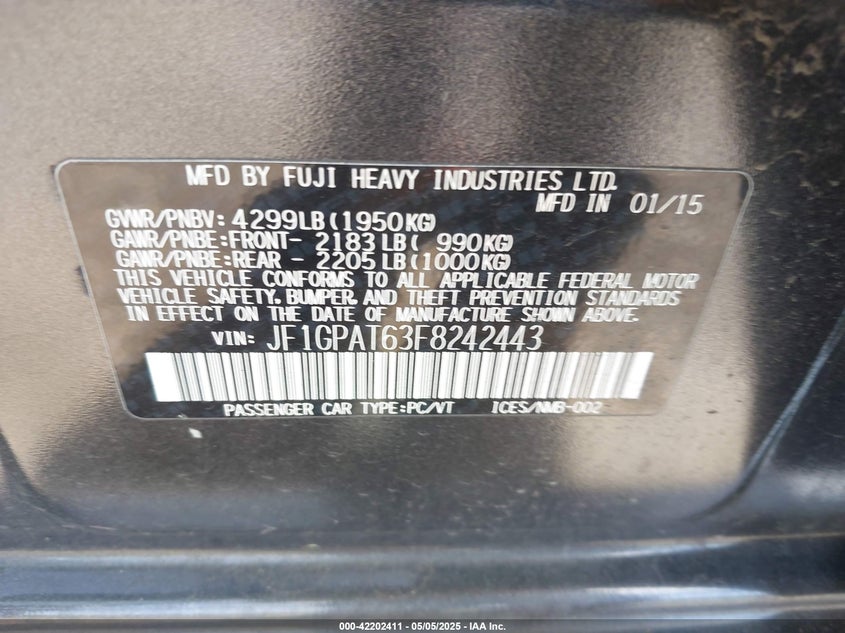 MFD BY FUJI HEAVY INDUSTRIES LTD.
MFD IN 01/15
GVWR/PNBV: 4299LB(1950KG)
GAWR/PNBE:FRONT- 2183LB( 990KG)
GAWR/PNBE:REAR - 2205LB(1000KG)
THIS VEHICLE CONFORMS TO ALL APPLICABLE FEDERAL MOTOR
VEHICLE SAFETY, BUMPER, AND THEFT PREVENTION STANDARDS
IN EFFECT ON THE DATE OF MANUFACTURE SHOWN ABOVE.
VIN: JF1GPAT63F8242443
PASSENGER CAR TYPE:PC/VT ICES/NMB-002
000-42202411 - 05/05/2025 - IAA Inc.